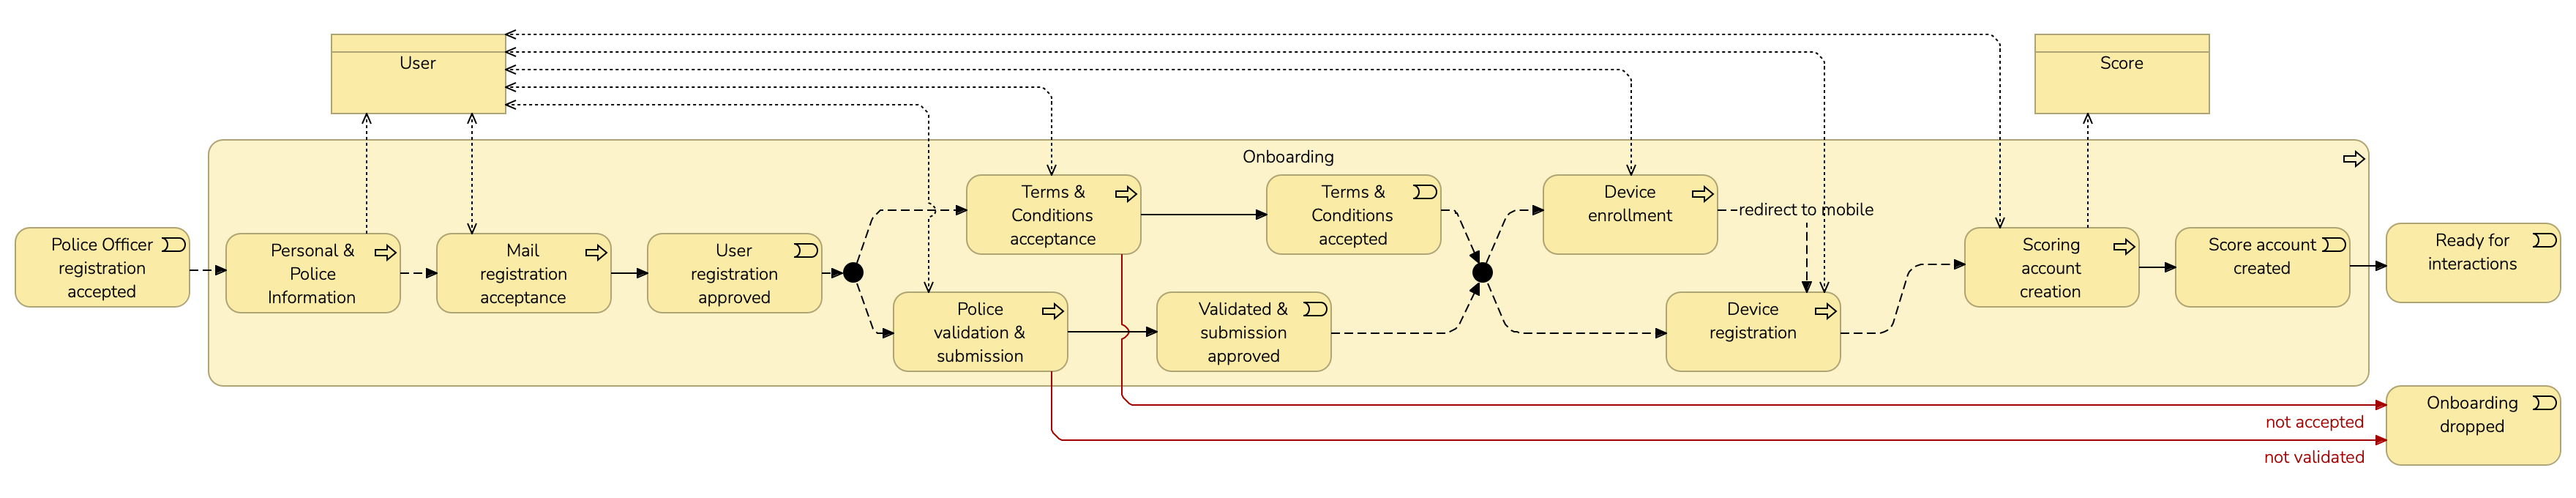 User
Score
Onboarding
Police Officer
registration
accepted
Personal &
Police
Information
Mail
registration
acceptance
User
registration
approved
Terms &
Conditions
acceptance
Police
validation &
submission
Terms &
Conditions
accepted
Validated &
submission
approved
Device
enrollment
redirect to mobile
Device
registration
Scoring
account
creation
Score account
created
Ready for
interactions
Onboarding
dropped
not accepted
not validated